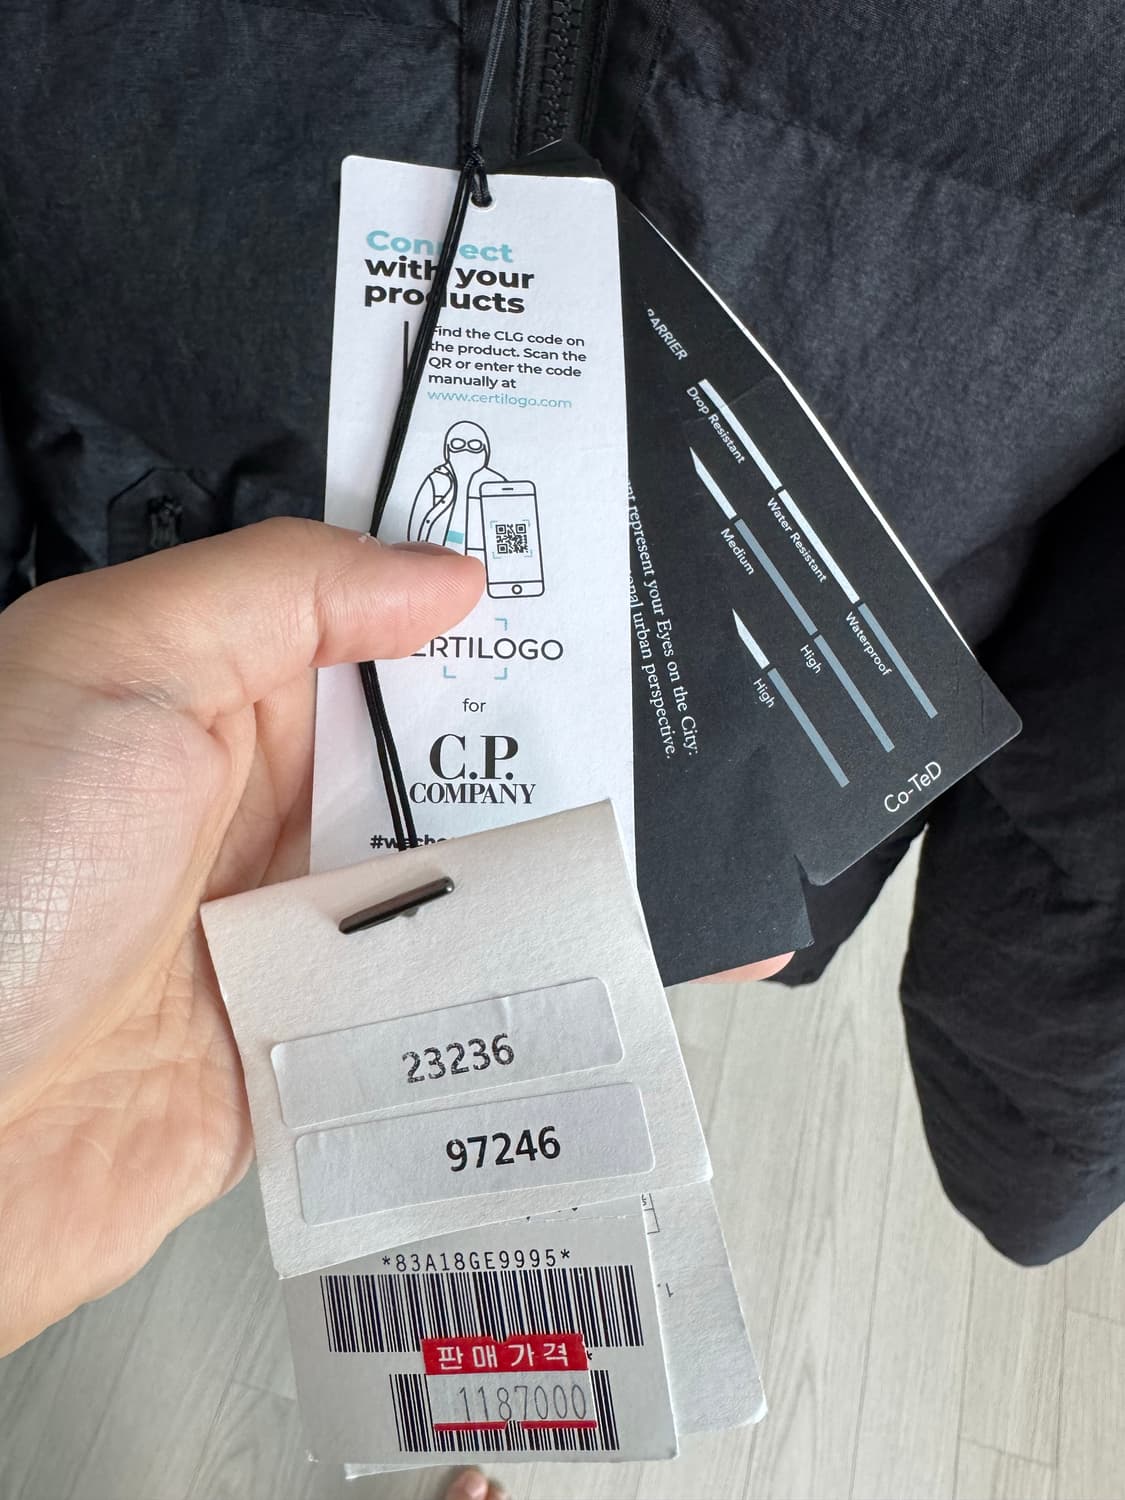 Connect
with your
products
Find the CLG code on
the product. Scan the
QR or enter the code
manually at
www.certilogo.com
CERTILOGO
for
C.P.
COMPANY
BARRIER
Drop Resistant
Water Resistant
Waterproof
Medium
High
High
Co-TeD
represent your Eyes on the City:
urban perspective.
23236
97246
*83A18GE9995*
판매가격
1187000